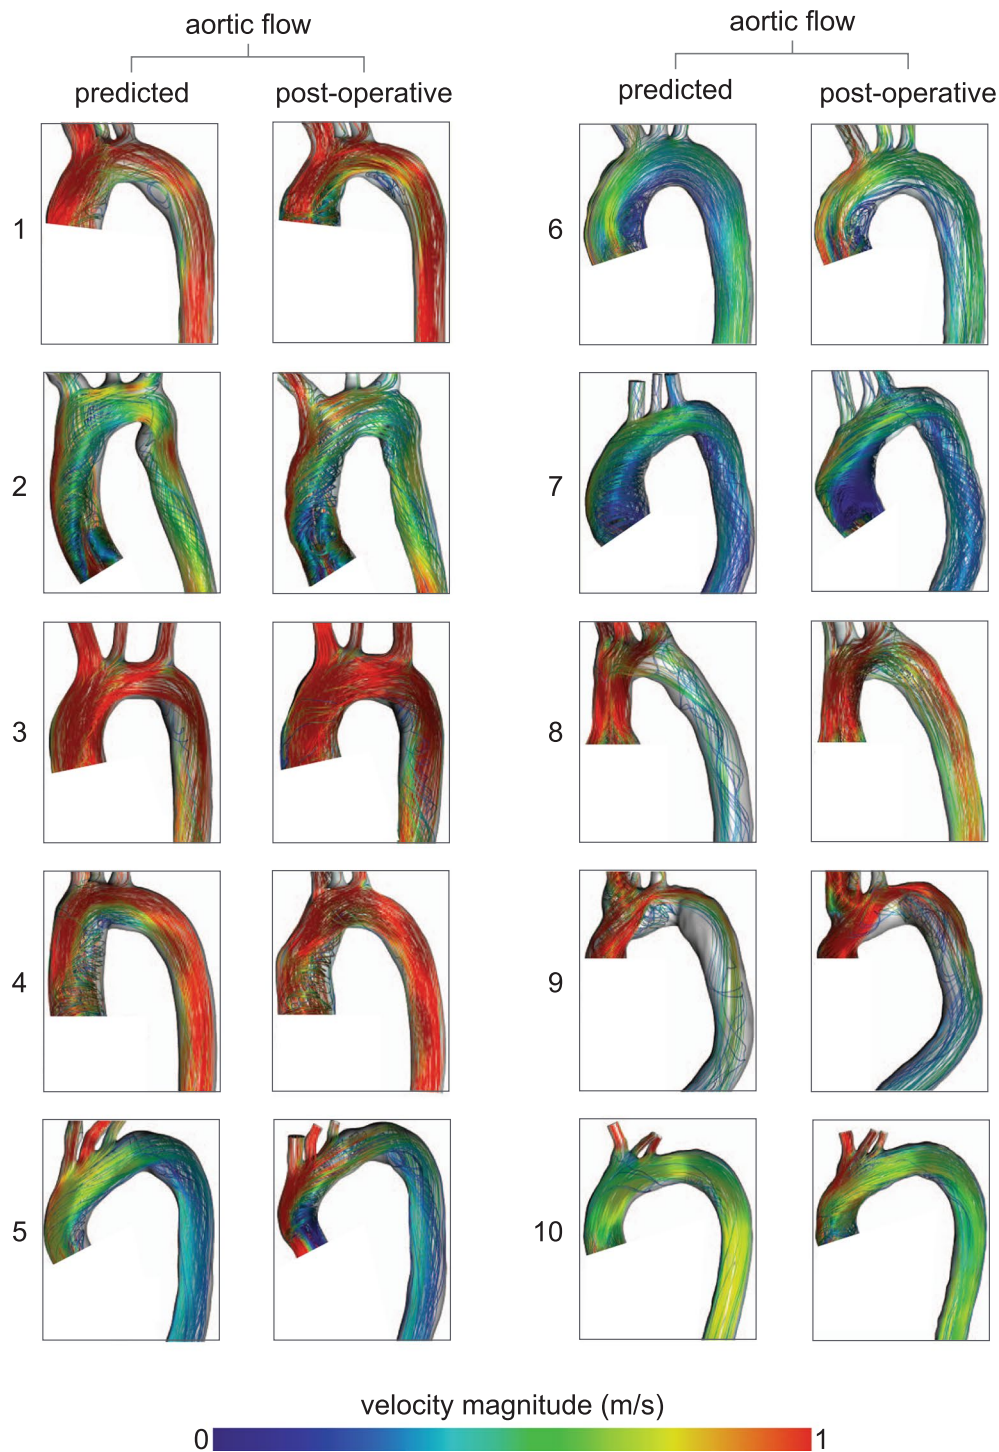 aortic flow
predicted
post-operative
aortic flow
predicted
post-operative
1
6
2
7
3
8
4
9
5
10
velocity magnitude (m/s)
0
1